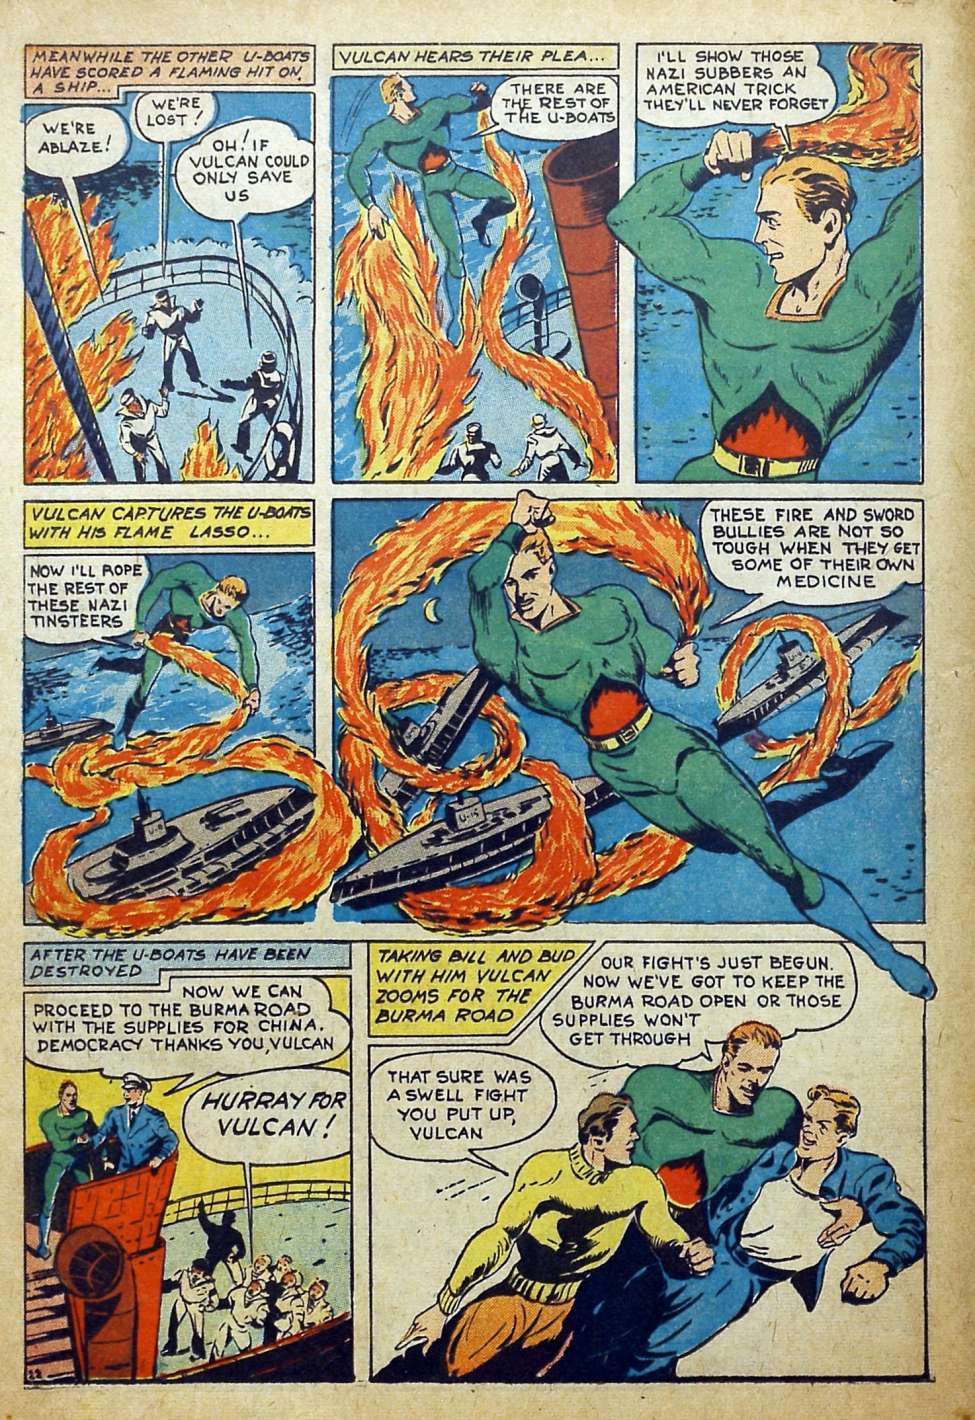 MEANWHILE THE OTHER U-BOATS
HAVE SCORED A FLAMING HIT ON
A SHIP...
WE'RE
ABLAZE!
WE'RE
LOST!
OH! IF
VULCAN COULD
ONLY SAVE
US
VULCAN HEARS THEIR PLEA...
THERE ARE
THE REST OF
THE U-BOATS
I'LL SHOW THOSE
NAZI SUBBERS AN
AMERICAN TRICK
THEY'LL NEVER FORGET
VULCAN CAPTURES THE U-BOATS
WITH HIS FLAME LASSO...
NOW I'LL ROPE
THE REST OF
THESE NAZI
TINSTEERS
U-9
THESE FIRE AND SWORD
BULLIES ARE NOT SO
TOUGH WHEN THEY GET
SOME OF THEIR OWN
MEDICINE
U-15
AFTER THE U-BOATS HAVE BEEN
DESTROYED
NOW WE CAN
PROCEED TO THE BURMA ROAD
WITH THE SUPPLIES FOR CHINA.
DEMOCRACY THANKS YOU, VULCAN
HURRAY FOR
VULCAN!
TAKING BILL AND BUD
WITH HIM VULCAN
ZOOMS FOR THE
BURMA ROAD
OUR FIGHT'S JUST BEGUN.
NOW WE'VE GOT TO KEEP THE
BURMA ROAD OPEN OR THOSE
SUPPLIES WON'T
GET THROUGH
THAT SURE WAS
A SWELL FIGHT
YOU PUT UP,
VULCAN